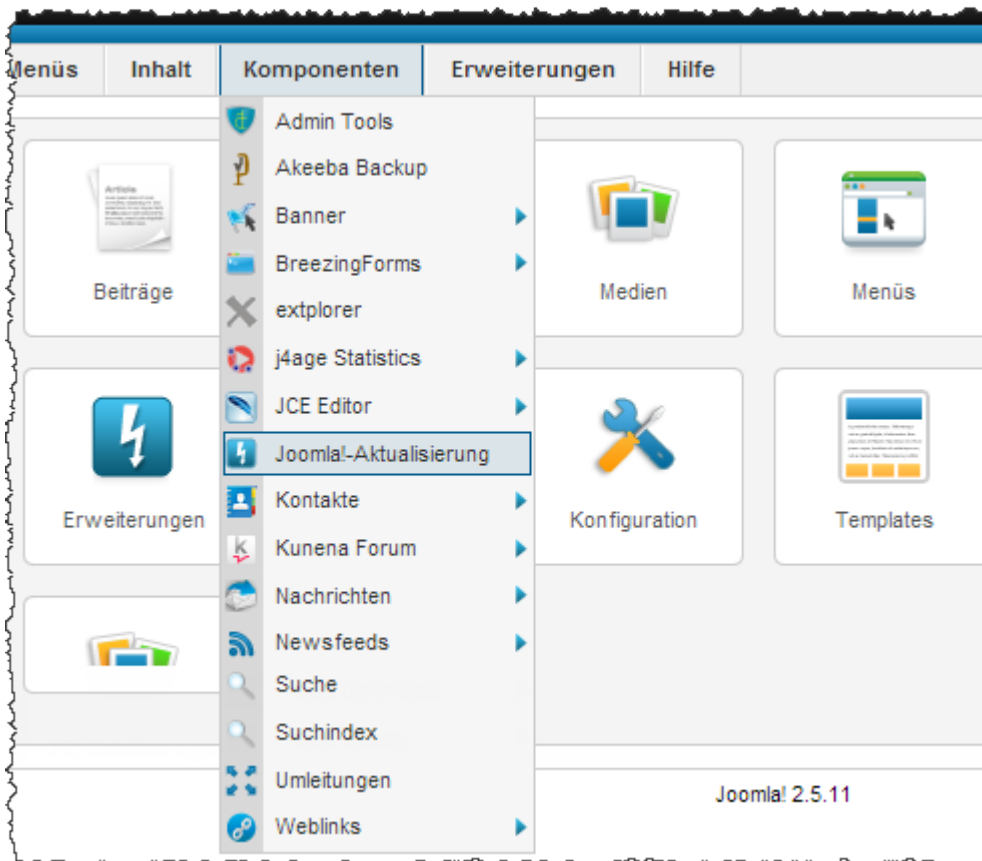 Menüs Inhalt Komponenten Erweiterungen Hilfe
Admin Tools
Akeeba Backup
Banner
BreezingForms
extplorer
j4age Statistics
JCE Editor
Joomla!-Aktualisierung
Kontakte
Kunena Forum
Nachrichten
Newsfeeds
Suche
Suchindex
Umleitungen
Weblinks
Article
Beiträge
Medien
Menüs
Erweiterungen
Konfiguration
Templates
Joomla! 2.5.11